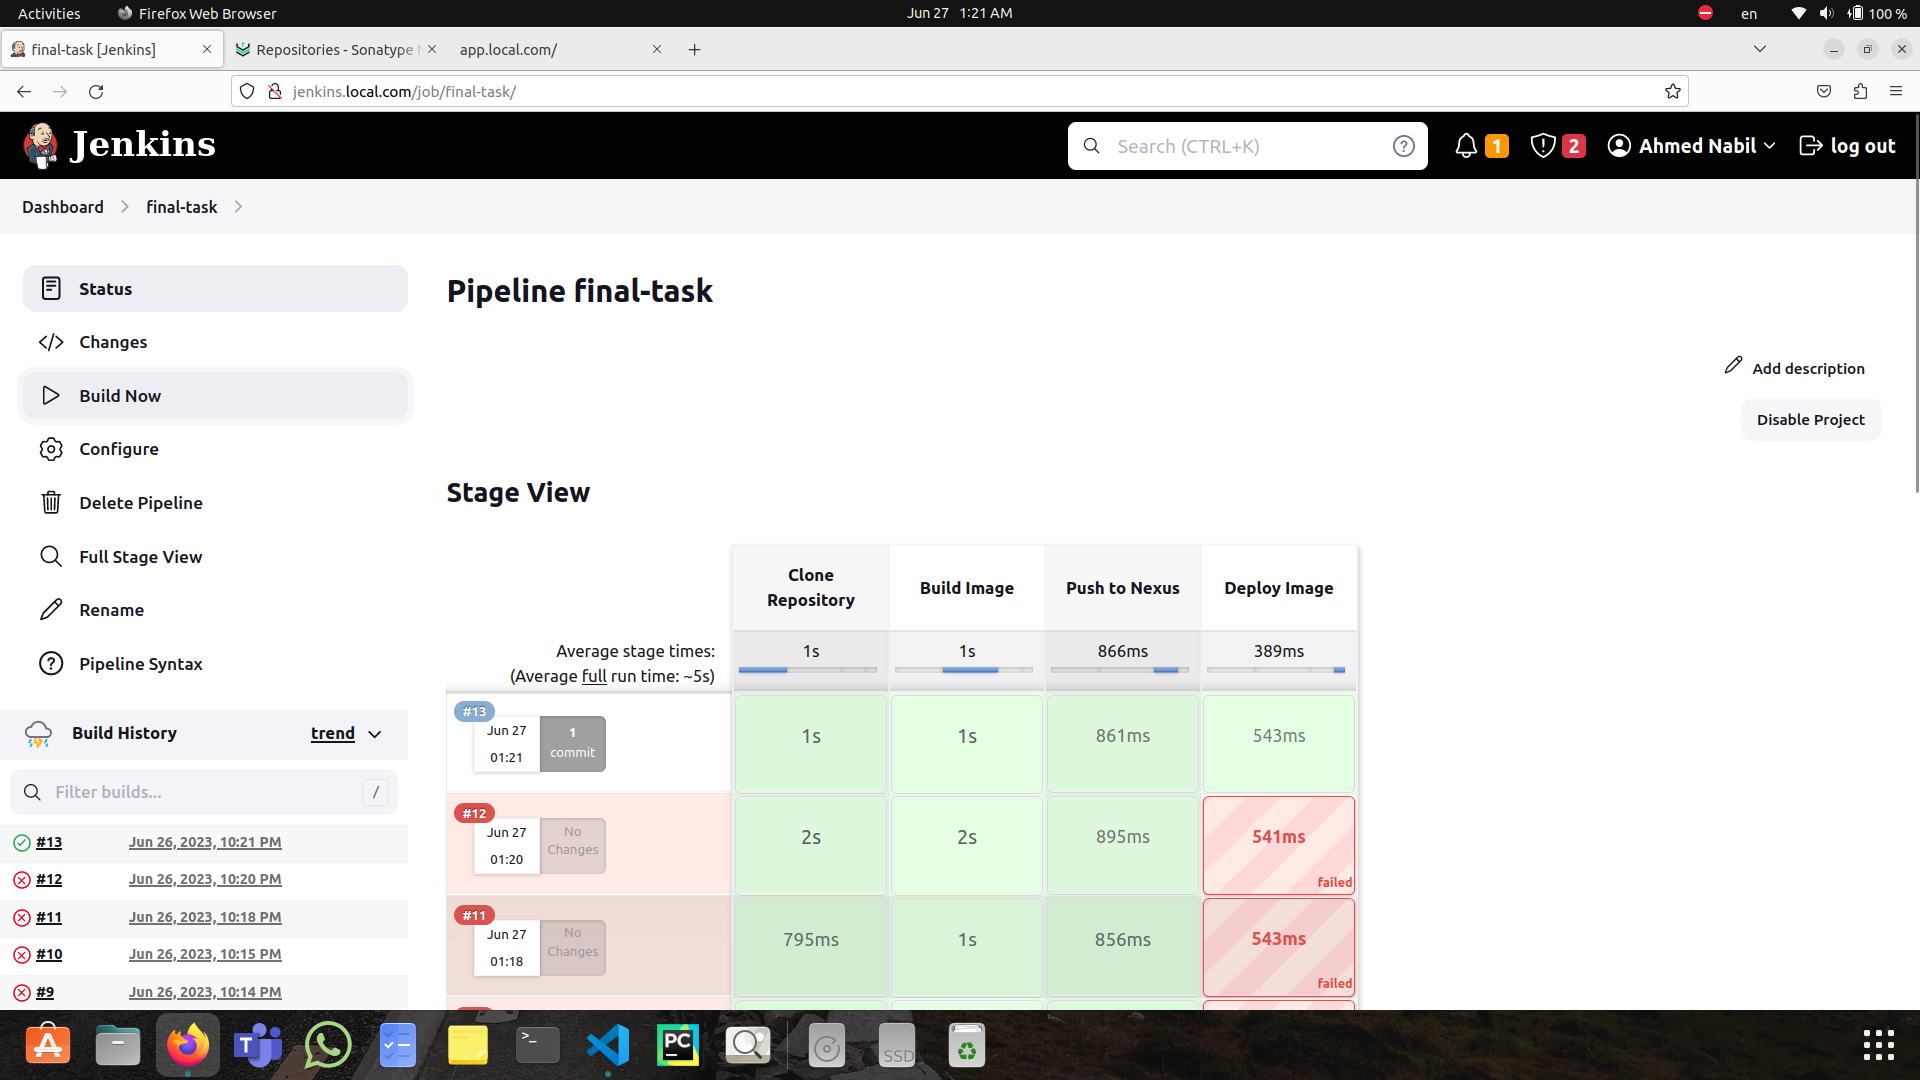 Activities
Firefox Web Browser
Jun 27 1:21 AM
en
100 %
final-task [Jenkins]
Repositories - Sonatype
app.local.com/
jenkins.local.com/job/final-task/
Jenkins
Search (CTRL+K)
1
2
Ahmed Nabil
log out
Dashboard
final-task
Status
Changes
Build Now
Configure
Delete Pipeline
Full Stage View
Rename
Pipeline Syntax
Build History
trend
Filter builds...
/
#13
Jun 26, 2023, 10:21 PM
#12
Jun 26, 2023, 10:20 PM
#11
Jun 26, 2023, 10:18 PM
#10
Jun 26, 2023, 10:15 PM
#9
Jun 26, 2023, 10:14 PM
Pipeline final-task
Add description
Disable Project
Stage View
Clone
Repository
Build Image
Push to Nexus
Deploy Image
Average stage times:
(Average full run time: ~5s)
1s
1s
866ms
389ms
#13
Jun 27
01:21
1
commit
1s
1s
861ms
543ms
#12
Jun 27
01:20
No
Changes
2s
2s
895ms
541ms
failed
#11
Jun 27
01:18
No
Changes
795ms
1s
856ms
543ms
failed
T
>_
PC
SSD